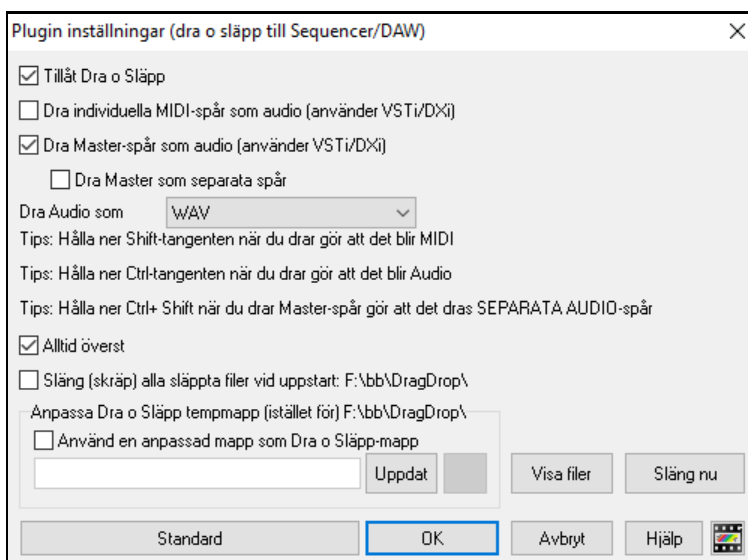 Plugin inställningar (dra o släpp till Sequencer/DAW)
Tillåt Dra o Släpp
Dra individuella MIDI-spår som audio (använder VSTi/DXi)
Dra Master-spår som audio (använder VSTi/DXi)
Dra Master som separata spår
Dra Audio som WAV
Tips: Hålla ner Shift-tangenten när du drar gör att det blir MIDI
Tips: Hålla ner Ctrl-tangenten när du drar gör att det blir Audio
Tips: Hålla ner Ctrl+ Shift när du drar Master-spår gör att det dras SEPARATA AUDIO-spår
Alltid överst
Släng (skräp) alla släppta filer vid uppstart: F:\bb\DragDrop\
Anpassa Dra o Släpp tempmapp (istället för) F:\bb\DragDrop\
Använd en anpassad mapp som Dra o Släpp-mapp
Uppdat Visa filer Släng nu
Standard OK Avbryt Hjälp